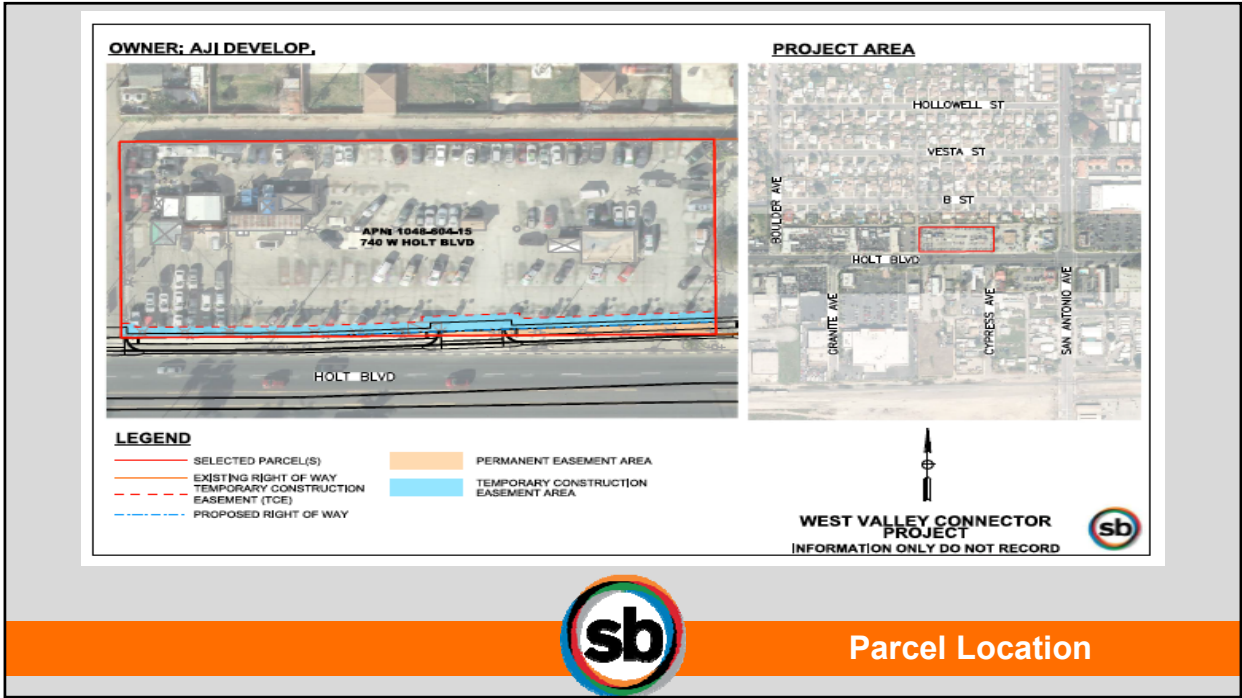 OWNER: AJI DEVELOP,
PROJECT AREA
APN: 1048-604-15
740 W HOLT BLVD
HOLT BLVD
HOLLOWELL ST
VESTA ST
B ST
BOULDER AVE
HOLT BLVD
GRANITE AVE
CYPRESS AVE
SAN ANTONIO AVE
LEGEND
SELECTED PARCEL(S)
EXISTING RIGHT OF WAY
TEMPORARY CONSTRUCTION
EASEMENT (TCE)
PROPOSED RIGHT OF WAY
PERMANENT EASEMENT AREA
TEMPORARY CONSTRUCTION
EASEMENT AREA
WEST VALLEY CONNECTOR
PROJECT
INFORMATION ONLY DO NOT RECORD
sb
sb
Parcel Location